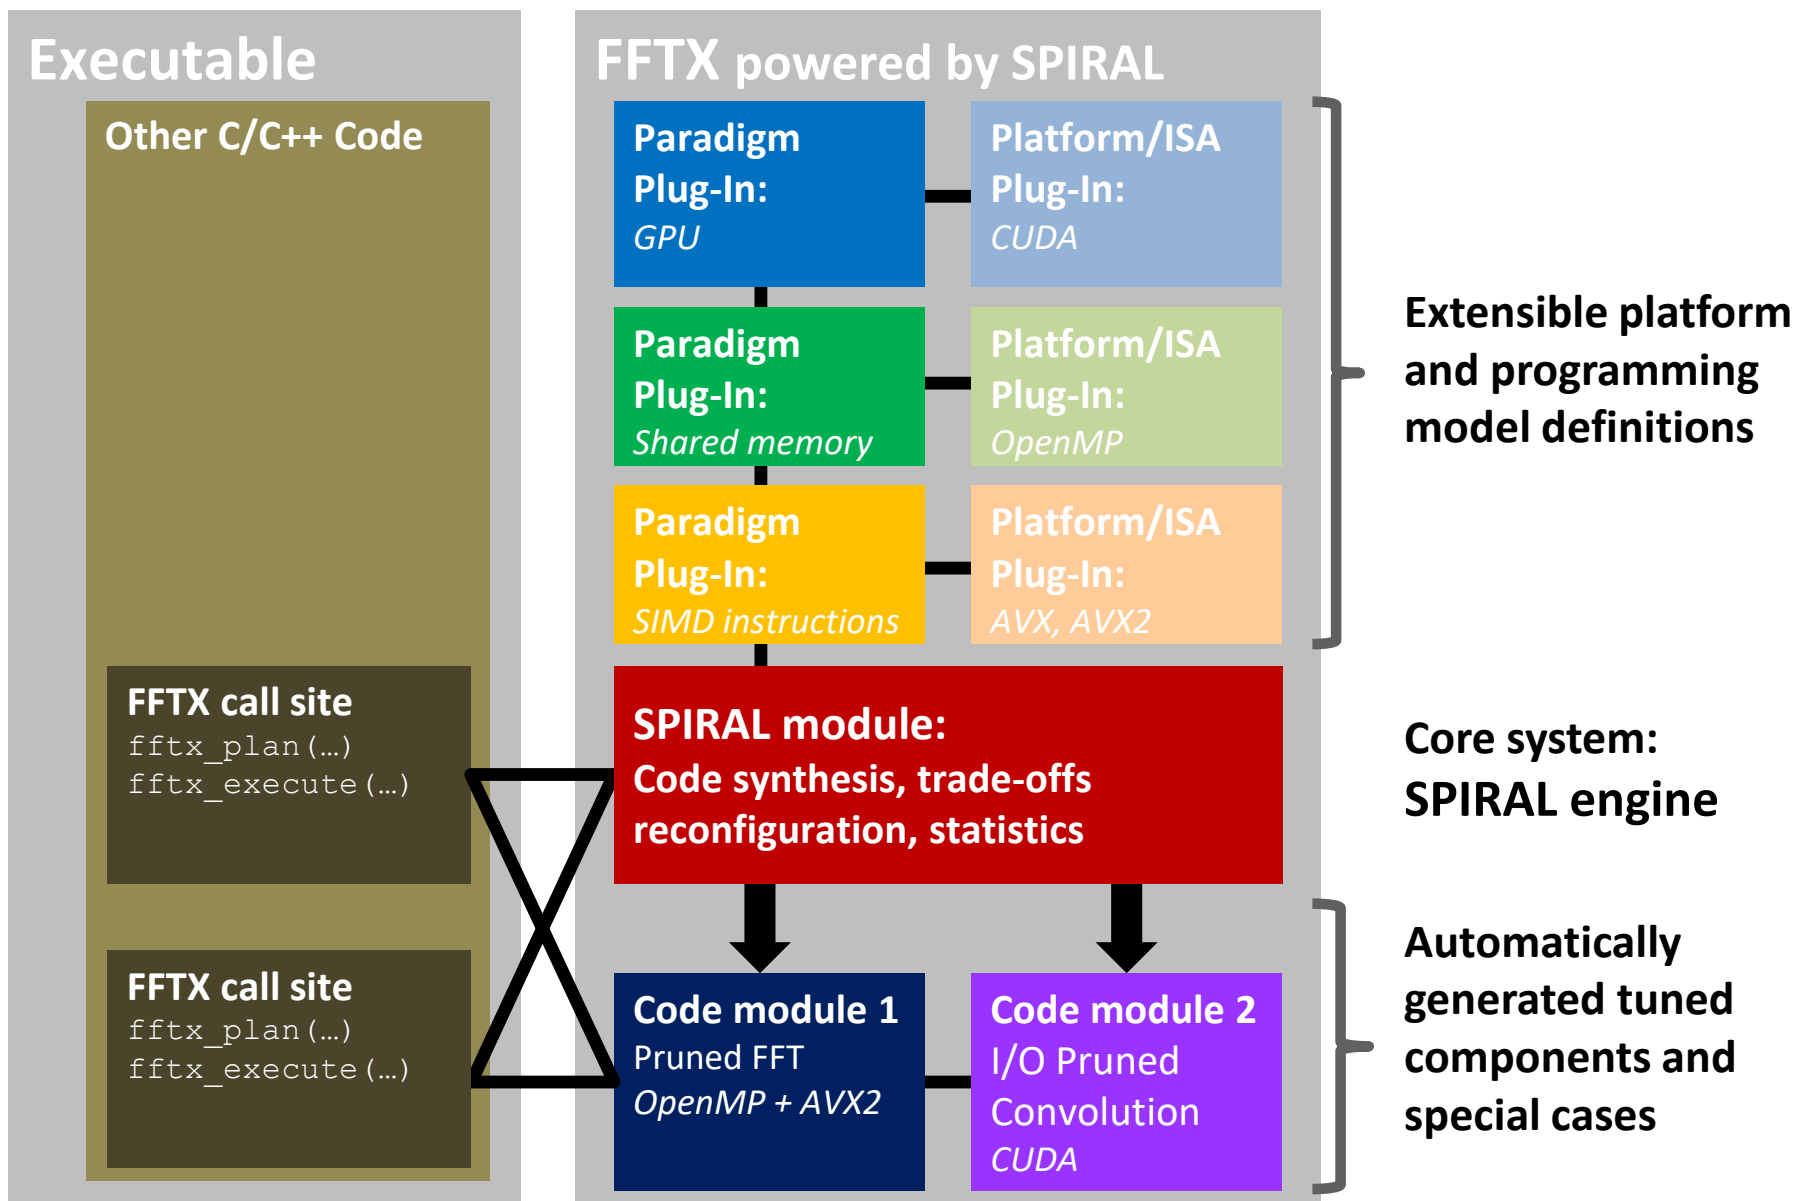 Executable
Other C/C++ Code
FFTX call site
fftx_plan(…)
fftx_execute(…)
FFTX call site
fftx_plan(…)
fftx_execute(…)
FFTX powered by SPIRAL
Paradigm
Plug-In:
GPU
Platform/ISA
Plug-In:
CUDA
Paradigm
Plug-In:
Shared memory
Platform/ISA
Plug-In:
OpenMP
Paradigm
Plug-In:
SIMD instructions
Platform/ISA
Plug-In:
AVX, AVX2
SPIRAL module:
Code synthesis, trade-offs
reconfiguration, statistics
Code module 1
Pruned FFT
OpenMP + AVX2
Code module 2
I/O Pruned
Convolution
CUDA
Extensible platform
and programming
model definitions
Core system:
SPIRAL engine
Automatically
generated tuned
components and
special cases